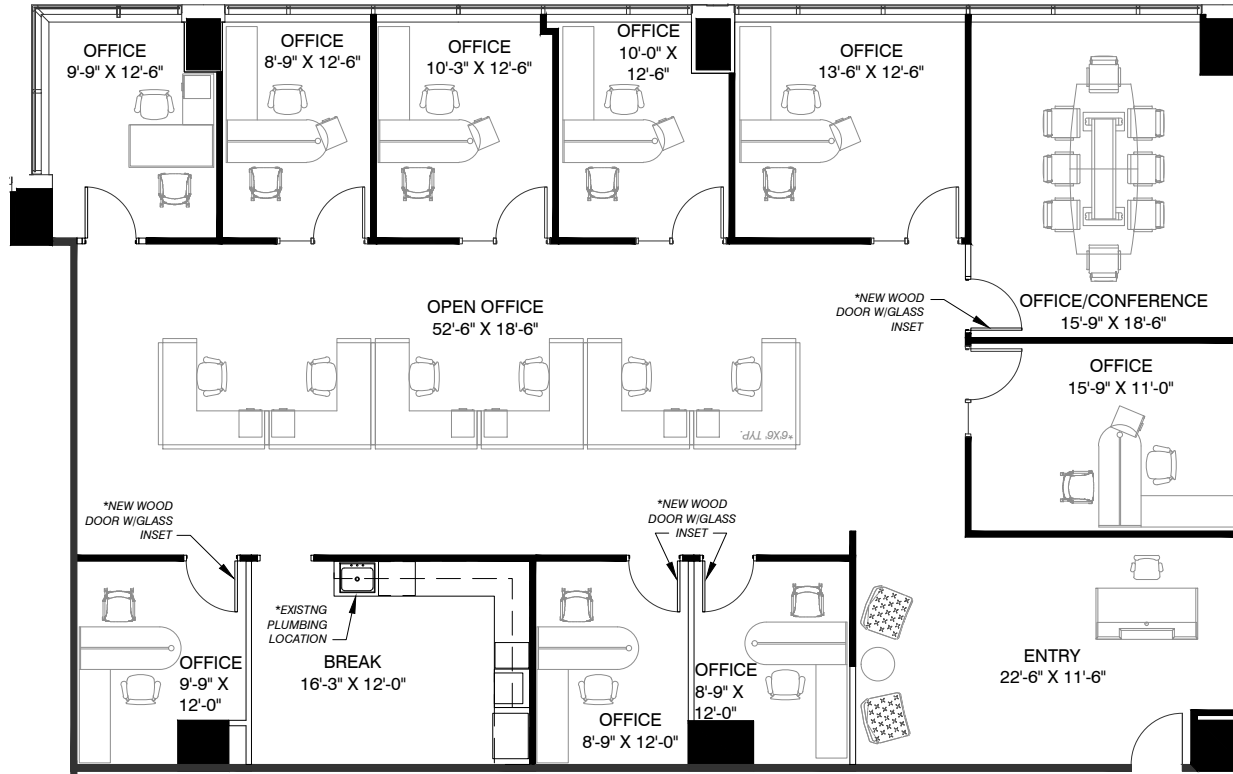 OFFICE
9'-9" X 12'-6"
OFFICE
8'-9" X 12'-6"
OFFICE
10'-3" X 12'-6"
OFFICE
10'-0" X
12'-6"
OFFICE
13'-6" X 12'-6"
OPEN OFFICE
52'-6" X 18'-6"
*NEW WOOD
DOOR W/GLASS
INSET
OFFICE/CONFERENCE
15'-9" X 18'-6"
OFFICE
15'-9" X 11'-0"
*6'X6' TYP.
*NEW WOOD
DOOR W/GLASS
INSET
*NEW WOOD
DOOR W/GLASS
INSET
*EXISTNG
PLUMBING
LOCATION
OFFICE
9'-9" X
12'-0"
BREAK
16'-3" X 12'-0"
OFFICE
8'-9" X 12'-0"
OFFICE
8'-9" X
12'-0"
ENTRY
22'-6" X 11'-6"